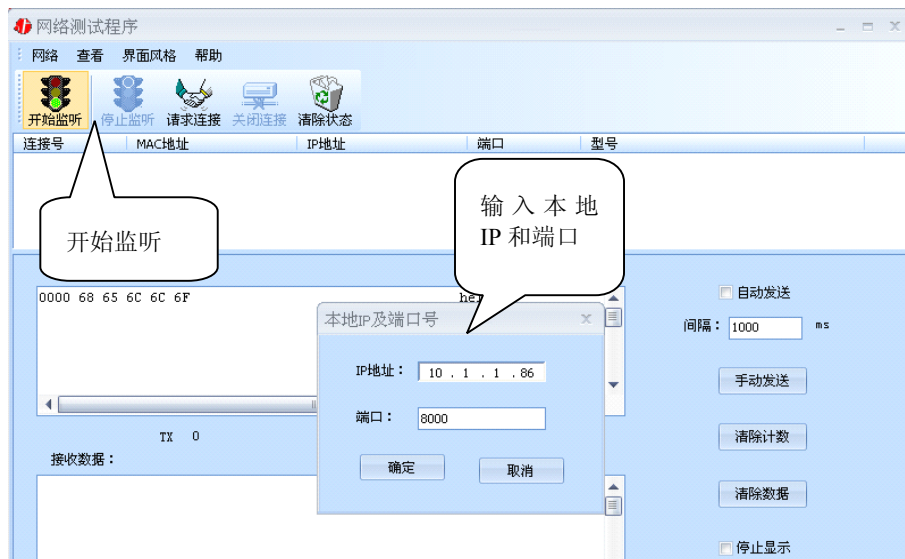 网络测试程序
网络 查看 界面风格 帮助
开始监听 停止监听 请求连接 关闭连接 清除状态
连接号 MAC地址 IP地址 端口 型号
开始监听
输入本地
IP 和端口
0000 68 65 6C 6C 6F
自动发送
本地IP及端口号
间隔： 1000 ms
IP地址： 10 . 1 . 1 . 86
手动发送
端口： 8000
TX 0
清除计数
接收数据：
确定 取消
清除数据
停止显示